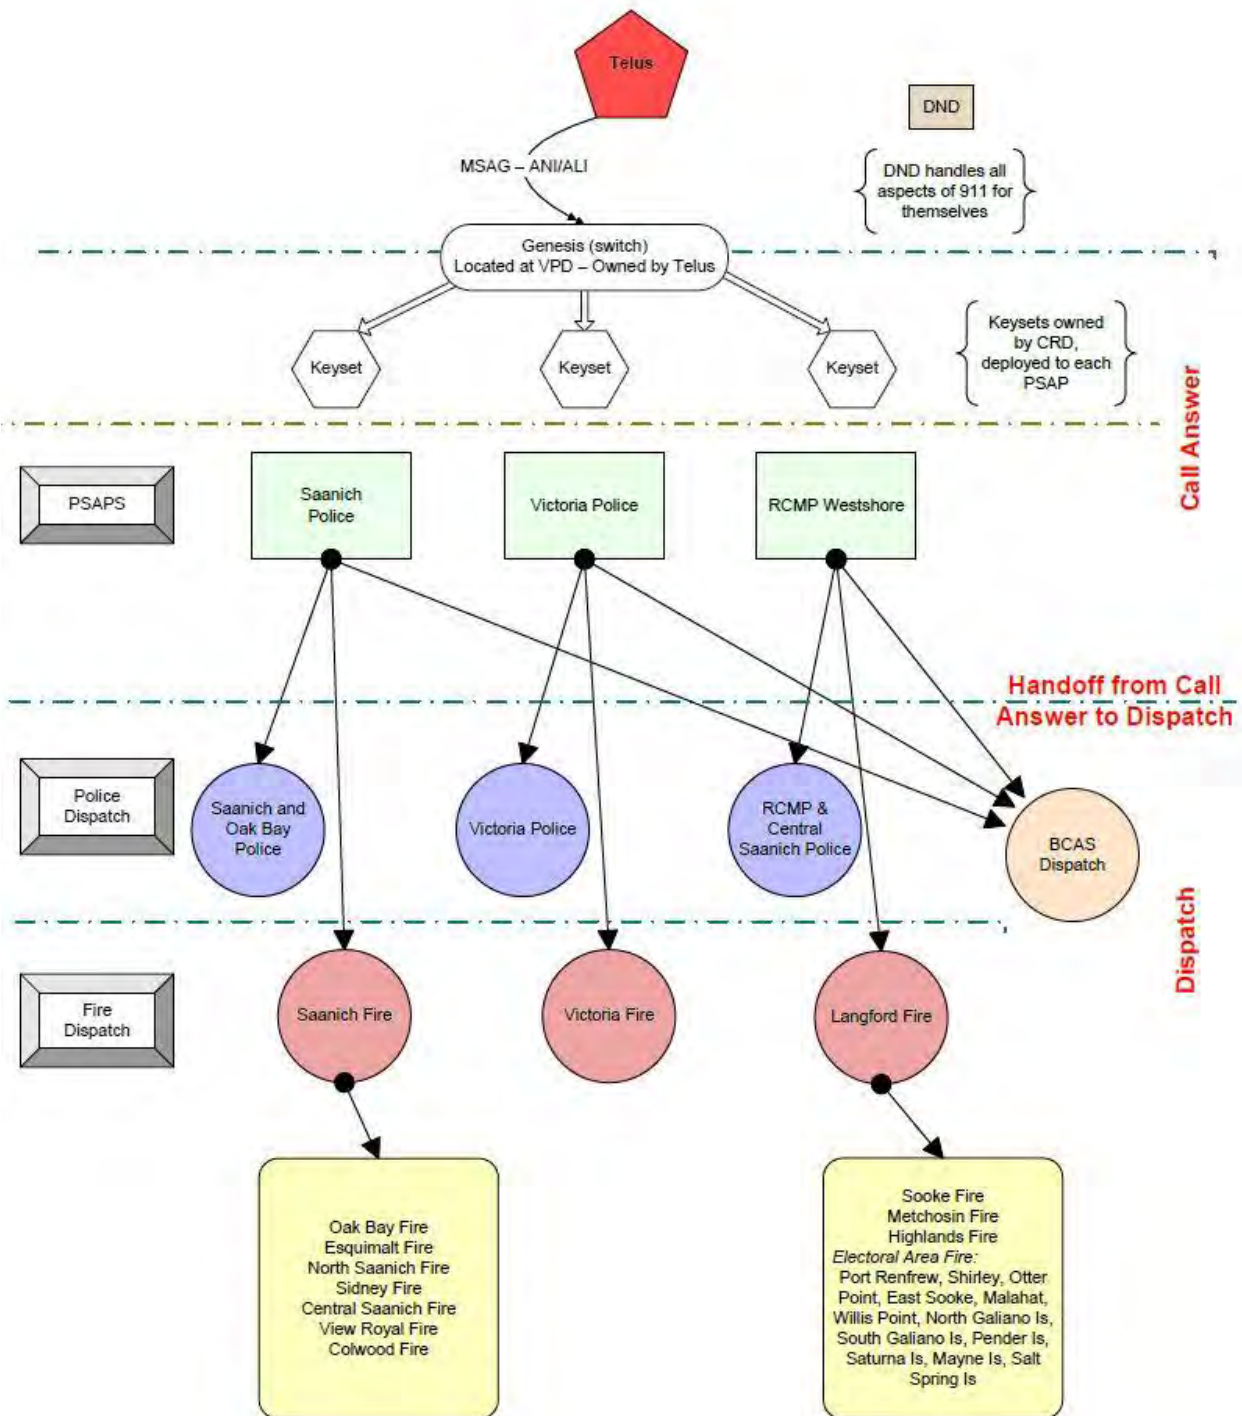 Telus
DND
MSAG – ANI/ALI
DND handles all
aspects of 911 for
themselves
Genesis (switch)
Located at VPD – Owned by Telus
Keyset
Keyset
Keyset
Keysets owned
by CRD,
deployed to each
PSAP
Call Answer
PSAPS
Saanich
Police
Victoria Police
RCMP Westshore
Handoff from Call
Answer to Dispatch
Police
Dispatch
Saanich and
Oak Bay
Police
Victoria Police
RCMP &
Central
Saanich Police
BCAS
Dispatch
Dispatch
Fire
Dispatch
Saanich Fire
Victoria Fire
Langford Fire
Oak Bay Fire
Esquimalt Fire
North Saanich Fire
Sidney Fire
Central Saanich Fire
View Royal Fire
Colwood Fire
Sooke Fire
Metchosin Fire
Highlands Fire
Electoral Area Fire:
Port Renfrew, Shirley, Otter
Point, East Sooke, Malahat,
Willis Point, North Galiano Is,
South Galiano Is, Pender Is,
Saturna Is, Mayne Is, Salt
Spring Is